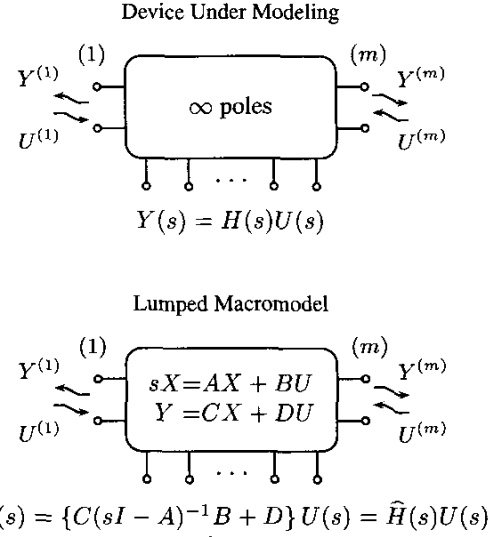 Device Under Modeling
(1) (m)
Y^{(1)} Y^{(m)}
∞ poles
U^{(1)} U^{(m)}
. . .
Y(s) = H(s)U(s)
Lumped Macromodel
(1) (m)
Y^{(1)} sX=AX + BU Y^{(m)}
U^{(1)} Y =CX + DU U^{(m)}
. . .
(s) = {C(sI − A)^{−1}B + D} U(s) = Ĥ(s)U(s)